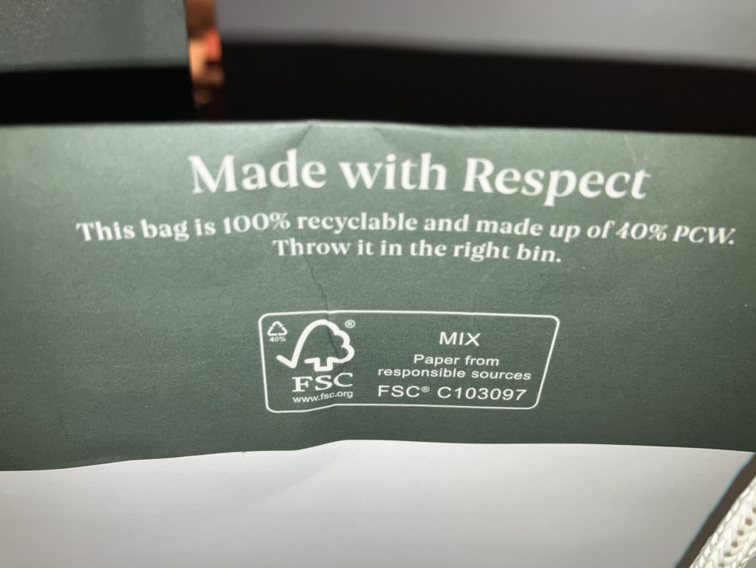 Made with Respect
This bag is 100% recyclable and made up of 40% PCW.
Throw it in the right bin.
40%
®
FSC
www.fsc.org
MIX
Paper from
responsible sources
FSC® C103097